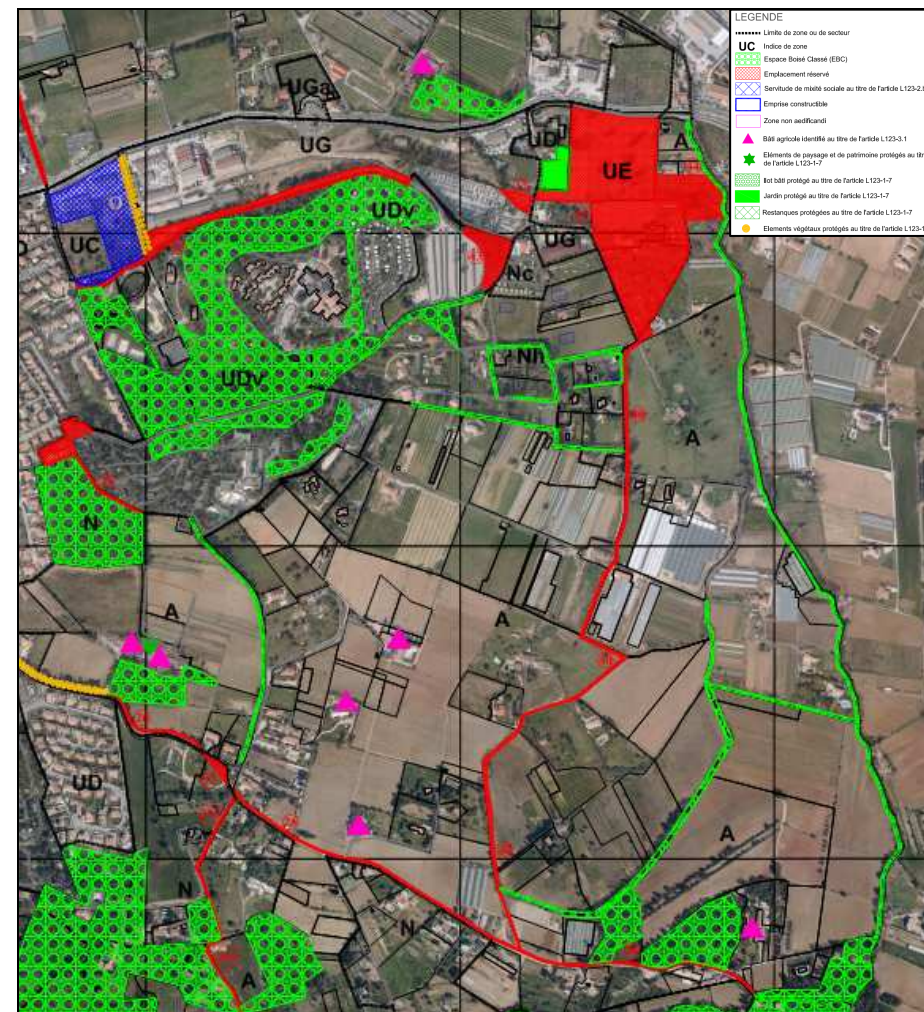 LEGENDE
Limite de zone ou de secteur
UC Indice de zone
Espace Boisé Classé (EBC)
Emplacement réservé
Servitude de mixité sociale au titre de l'article L123-2.b
Emprise constructible
Zone non aedificandi
Bâti agricole identifié au titre de l'article L123-3.1
Eléments de paysage et de patrimoine protégés au titre
de l'article L123-1-7
Ilot bâti protégé au titre de l'article L123-1-7
Jardin protégé au titre de l'article L123-1-7
Restanques protégées au titre de l'article L123-1-7
Elements végétaux protégés au titre de l'article L123-1
UGa
UG
UD
A
UE
UDv
UC
UG
Nc
Nh
UDv
A
N
A
A
UD
A
N
N
A